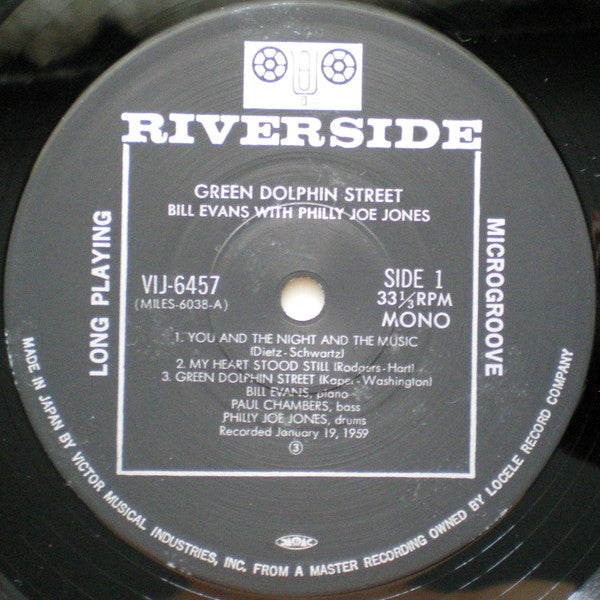 RIVERSIDE
GREEN DOLPHIN STREET
BILL EVANS WITH PHILLY JOE JONES
LONG PLAYING
MICROGROOVE
VIJ-6457
(MILES-6038-A)
SIDE 1
33 1/3 RPM
MONO
1. YOU AND THE NIGHT AND THE MUSIC
(Dietz-Schwartz)
2. MY HEART STOOD STILL (Rodgers-Hart)
3. GREEN DOLPHIN STREET (Kaper-Washington)
BILL EVANS, piano
PAUL CHAMBERS, bass
PHILLY JOE JONES, drums
Recorded January 19, 1959
3
MADE IN JAPAN BY VICTOR MUSICAL INDUSTRIES, INC. FROM A MASTER RECORDING OWNED BY LOCELE RECORD COMPANY